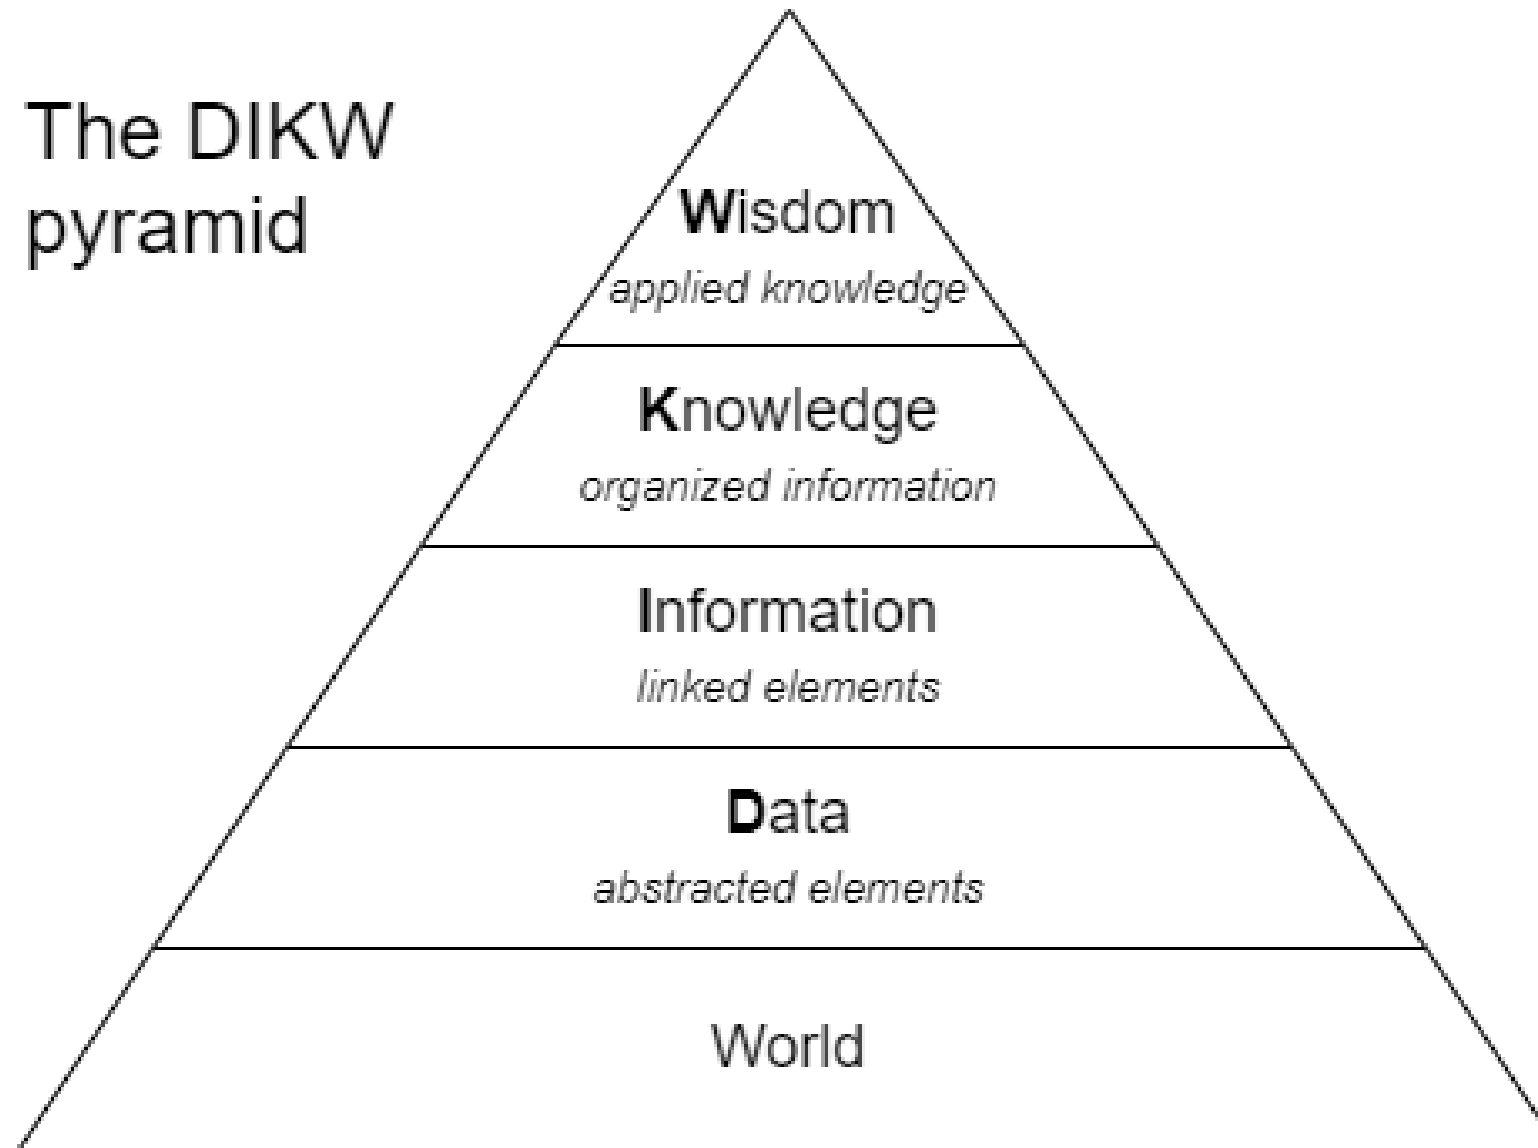 The DIKW
pyramid
Wisdom
applied knowledge
Knowledge
organized information
Information
linked elements
Data
abstracted elements
World